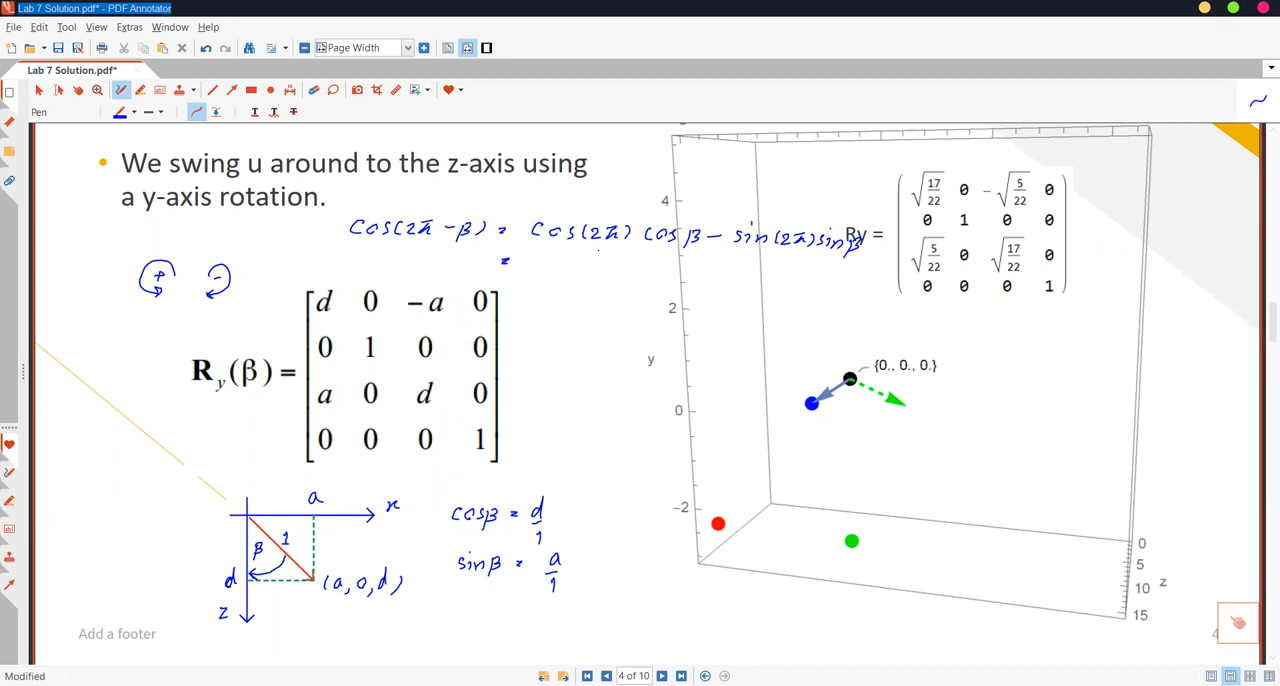 Lab 7 Solution.pdf* - PDF Annotator
File Edit Tool View Extras Window Help
Page Width
Lab 7 Solution.pdf*
Pen
• We swing u around to the z-axis using
a y-axis rotation.
cos(2π - β) = cos(2π) cos β - sin(2π) sin β
=
+ -
R_y(β) = [d 0 -a 0
0 1 0 0
a 0 d 0
0 0 0 1]
Ry = (√17/22 0 -√5/22 0
0 1 0 0
√5/22 0 √17/22 0
0 0 0 1)
a x
β 1
d (a, 0, d)
z
cosβ = d/1
sinβ = a/1
4
2
y
0
-2
{0., 0., 0.}
0
5
10 z
15
Add a footer
4
Modified
4 of 10